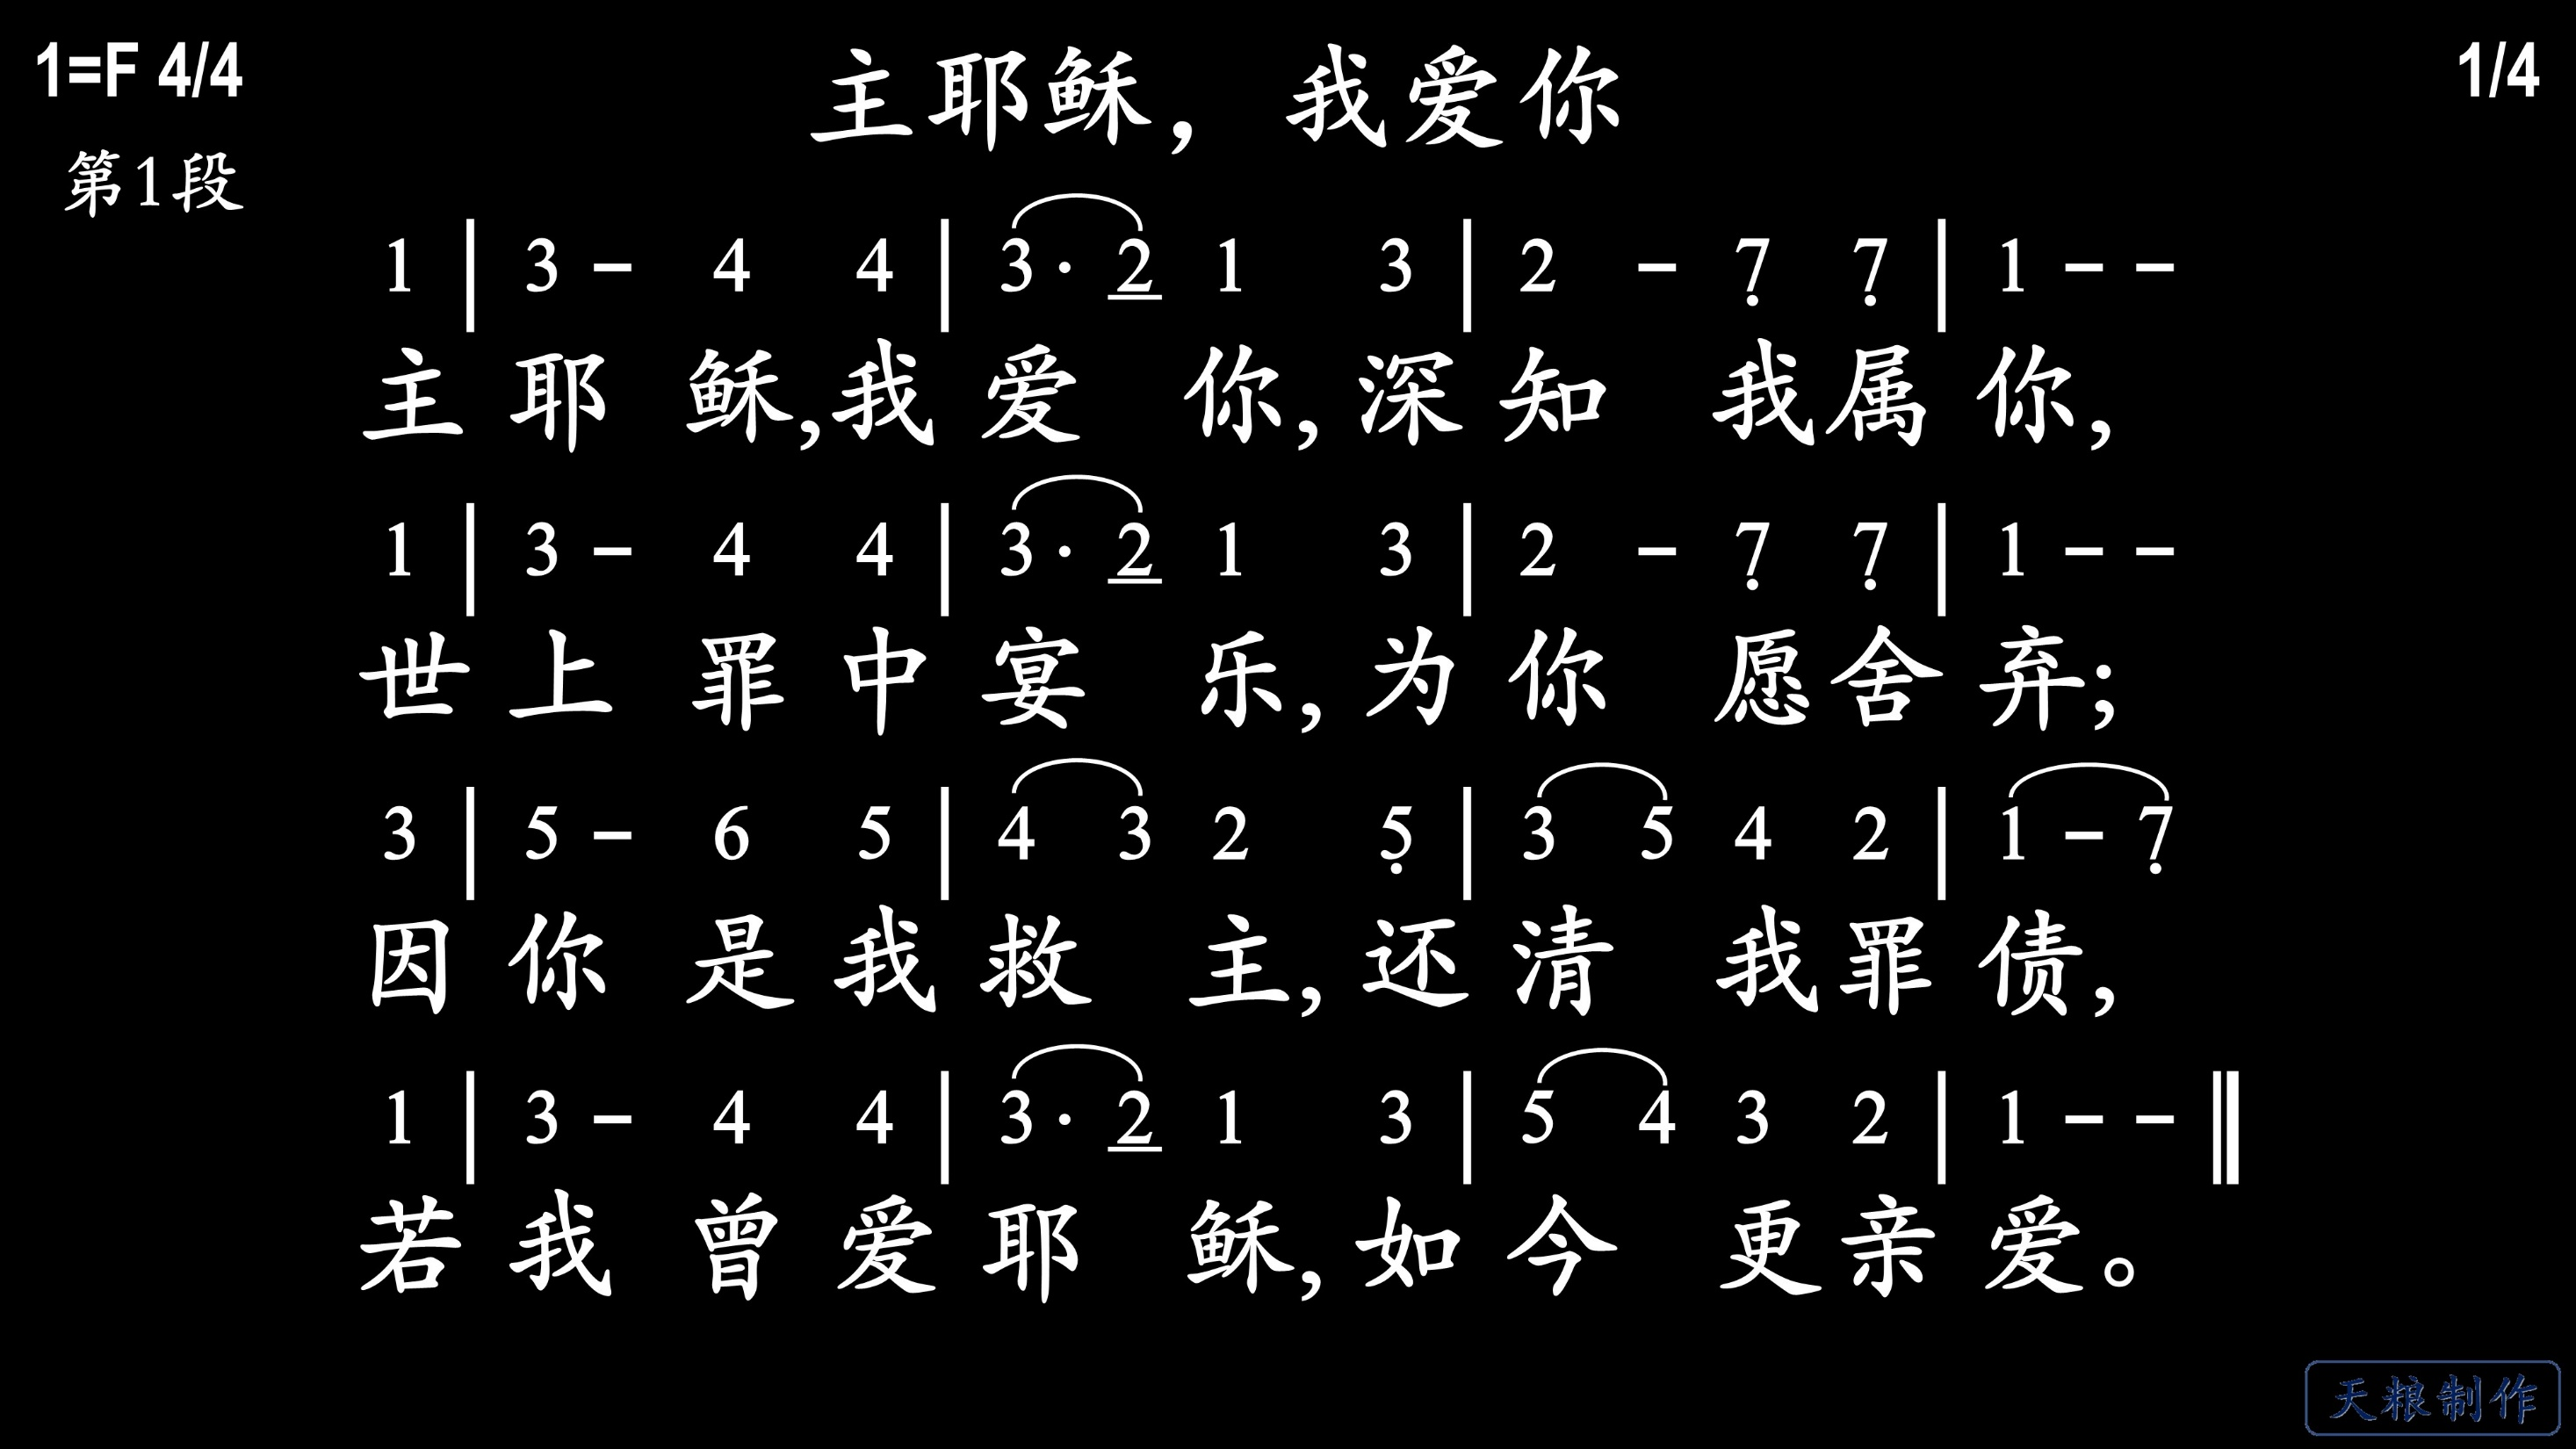 1=F 4/4
主耶稣，我爱你
1/4
第1段
1 | 3 – 4 4 | 3 · 2 1 3 | 2 – 7̣ 7̣ | 1 – –
主耶稣,我爱你,深知我属你,
1 | 3 – 4 4 | 3 · 2 1 3 | 2 – 7̣ 7̣ | 1 – –
世上罪中宴乐,为你愿舍弃;
3 | 5 – 6 5 | 4 3 2 5̣ | 3 5 4 2 | 1 – 7̣
因你是我救主,还清我罪债,
1 | 3 – 4 4 | 3 · 2 1 3 | 5 4 3 2 | 1 – – ‖
若我曾爱耶稣,如今更亲爱。
天粮制作